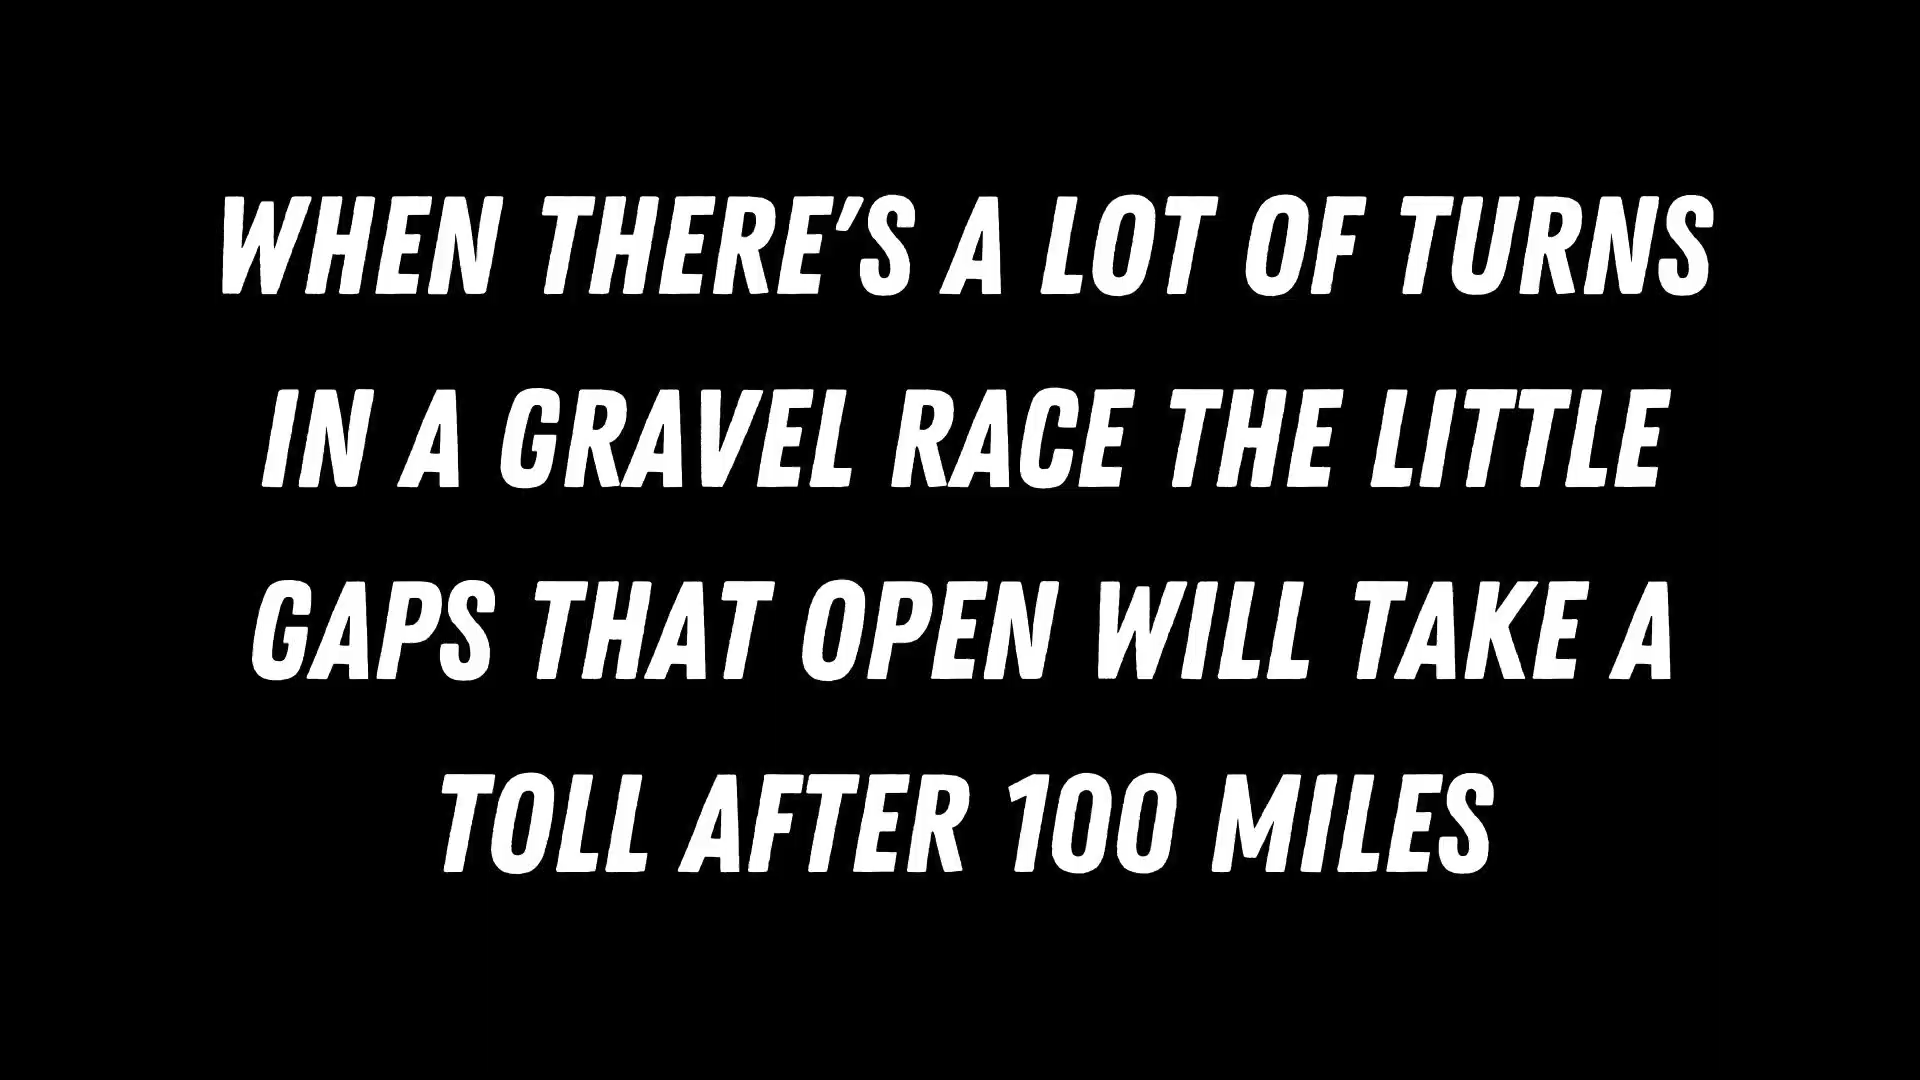 WHEN THERE'S A LOT OF TURNS
IN A GRAVEL RACE THE LITTLE
GAPS THAT OPEN WILL TAKE A
TOLL AFTER 100 MILES